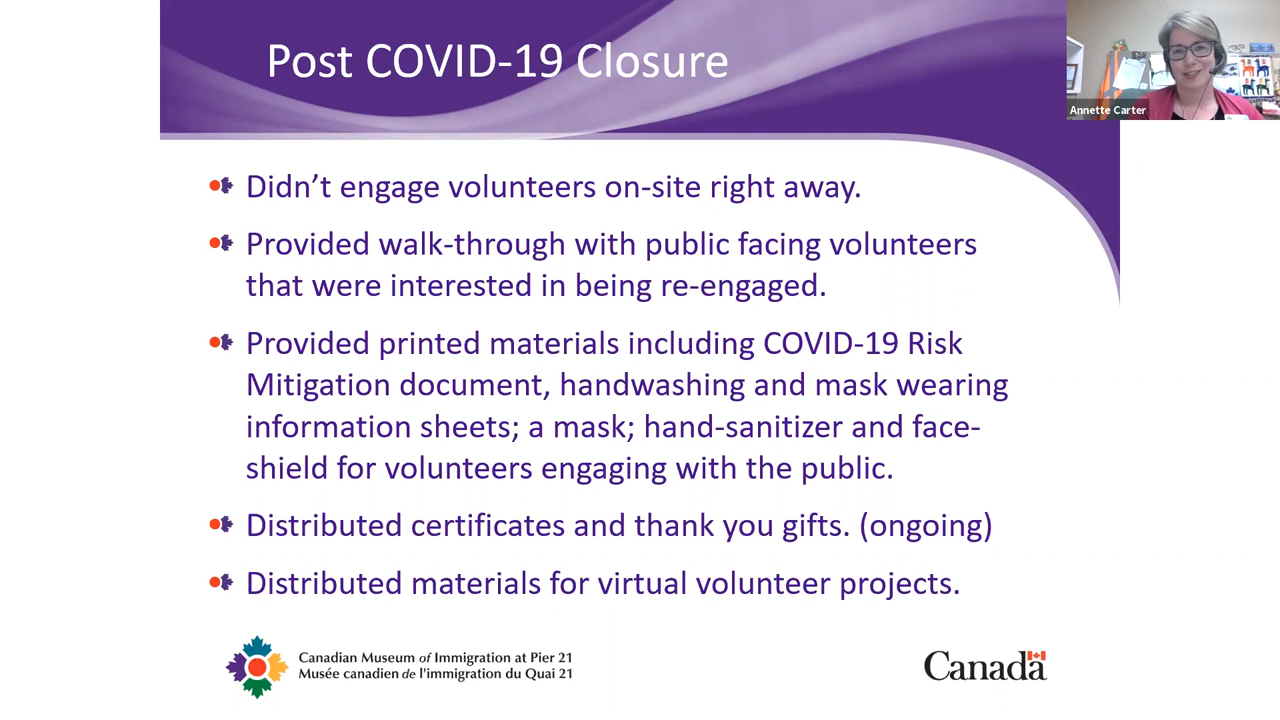 Post COVID-19 Closure
Annette Carter
Didn't engage volunteers on-site right away.
Provided walk-through with public facing volunteers
that were interested in being re-engaged.
Provided printed materials including COVID-19 Risk
Mitigation document, handwashing and mask wearing
information sheets; a mask; hand-sanitizer and face-
shield for volunteers engaging with the public.
Distributed certificates and thank you gifts. (ongoing)
Distributed materials for virtual volunteer projects.
Canadian Museum of Immigration at Pier 21
Musée canadien de l'immigration du Quai 21
Canada